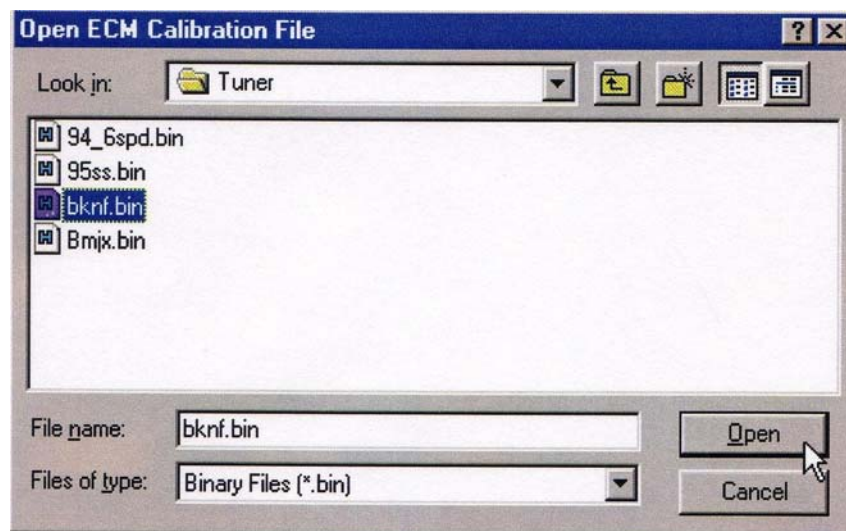 Open ECM Calibration File
Look in: Tuner
94_6spd.bin
95ss.bin
bknf.bin
Bmjx.bin
File name: bknf.bin Open
Files of type: Binary Files (*.bin) Cancel